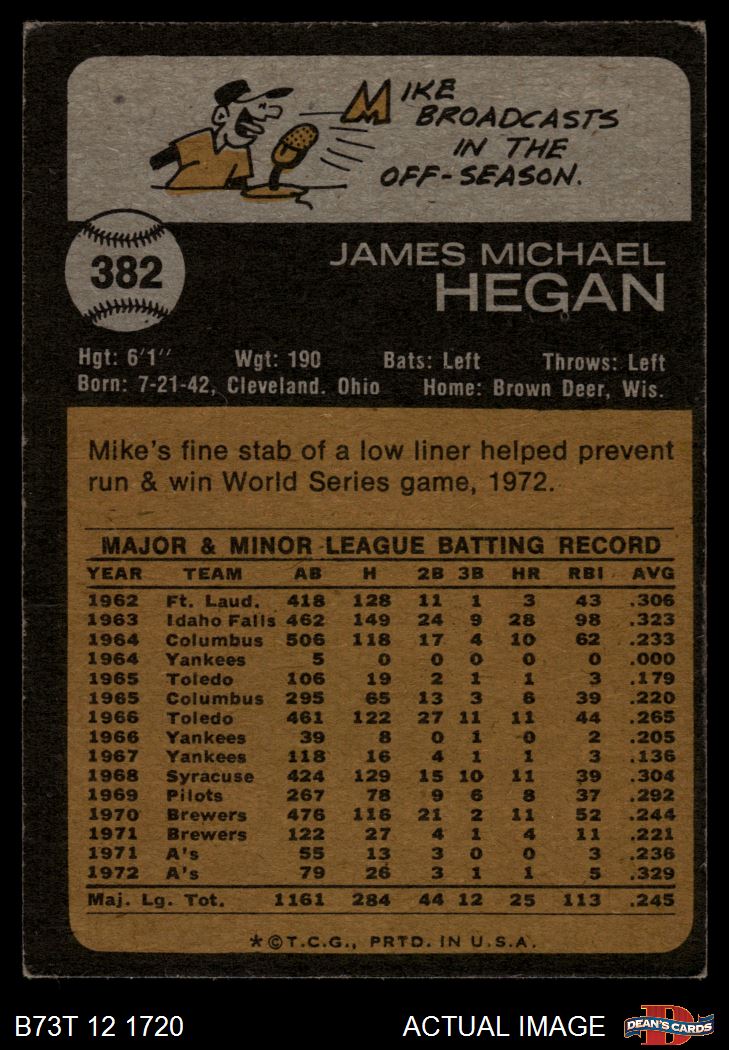 MIKE
BROADCASTS
IN THE
OFF-SEASON.
382
JAMES MICHAEL
HEGAN
Hgt: 6'1" Wgt: 190 Bats: Left Throws: Left
Born: 7-21-42, Cleveland. Ohio Home: Brown Deer, Wis.
Mike's fine stab of a low liner helped prevent
run & win World Series game, 1972.
MAJOR & MINOR LEAGUE BATTING RECORD
YEAR TEAM AB H 2B 3B HR RBI AVG
1962 Ft. Laud. 418 128 11 1 3 43 .306
1963 Idaho Falls 462 149 24 9 28 98 .323
1964 Columbus 506 118 17 4 10 62 .233
1964 Yankees 5 0 0 0 0 0 .000
1965 Toledo 106 19 2 1 1 3 .179
1965 Columbus 295 65 13 3 6 39 .220
1966 Toledo 461 122 27 11 11 44 .265
1966 Yankees 39 8 0 1 0 2 .205
1967 Yankees 118 16 4 1 1 3 .136
1968 Syracuse 424 129 15 10 11 39 .304
1969 Pilots 267 78 9 6 8 37 .292
1970 Brewers 476 116 21 2 11 52 .244
1971 Brewers 122 27 4 1 4 11 .221
1971 A's 55 13 3 0 0 3 .236
1972 A's 79 26 3 1 1 5 .329
Maj. Lg. Tot. 1161 284 44 12 25 113 .245
*©T.C.G., PRTD. IN U.S.A.
B73T 12 1720 ACTUAL IMAGE
D
DEAN'S CARDS